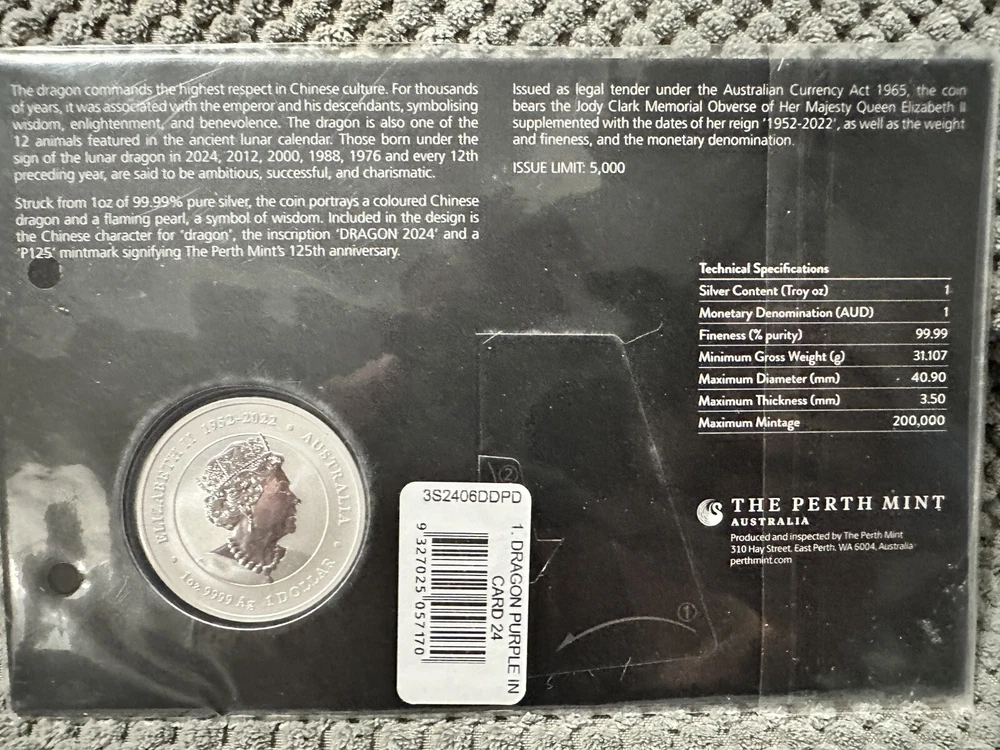 The dragon commands the highest respect in Chinese culture. For thousands
of years, it was associated with the emperor and his descendants, symbolising
wisdom, enlightenment, and benevolence. The dragon is also one of the
12 animals featured in the ancient lunar calendar. Those born under the
sign of the lunar dragon in 2024, 2012, 2000, 1988, 1976 and every 12th
preceding year, are said to be ambitious, successful, and charismatic.
Struck from 1oz of 99.99% pure silver, the coin portrays a coloured Chinese
dragon and a flaming pearl, a symbol of wisdom. Included in the design is
the Chinese character for 'dragon', the inscription 'DRAGON 2024' and a
'P125' mintmark signifying The Perth Mint's 125th anniversary.
Issued as legal tender under the Australian Currency Act 1965, the coin
bears the Jody Clark Memorial Obverse of Her Majesty Queen Elizabeth II
supplemented with the dates of her reign '1952-2022', as well as the weight
and fineness, and the monetary denomination.
ISSUE LIMIT: 5,000
Technical Specifications
Silver Content (Troy oz) 1
Monetary Denomination (AUD) 1
Fineness (% purity) 99.99
Minimum Gross Weight (g) 31.107
Maximum Diameter (mm) 40.90
Maximum Thickness (mm) 3.50
Maximum Mintage 200,000
ELIZABETH II 1952-2022 • AUSTRALIA
1oz 9999 Ag 1 DOLLAR
2
3S2406DDPD
1. DRAGON PURPLE IN
CARD 24
9 327025 057170
1
THE PERTH MINT
AUSTRALIA
Produced and inspected by The Perth Mint
310 Hay Street, East Perth, WA 6004, Australia
perthmint.com